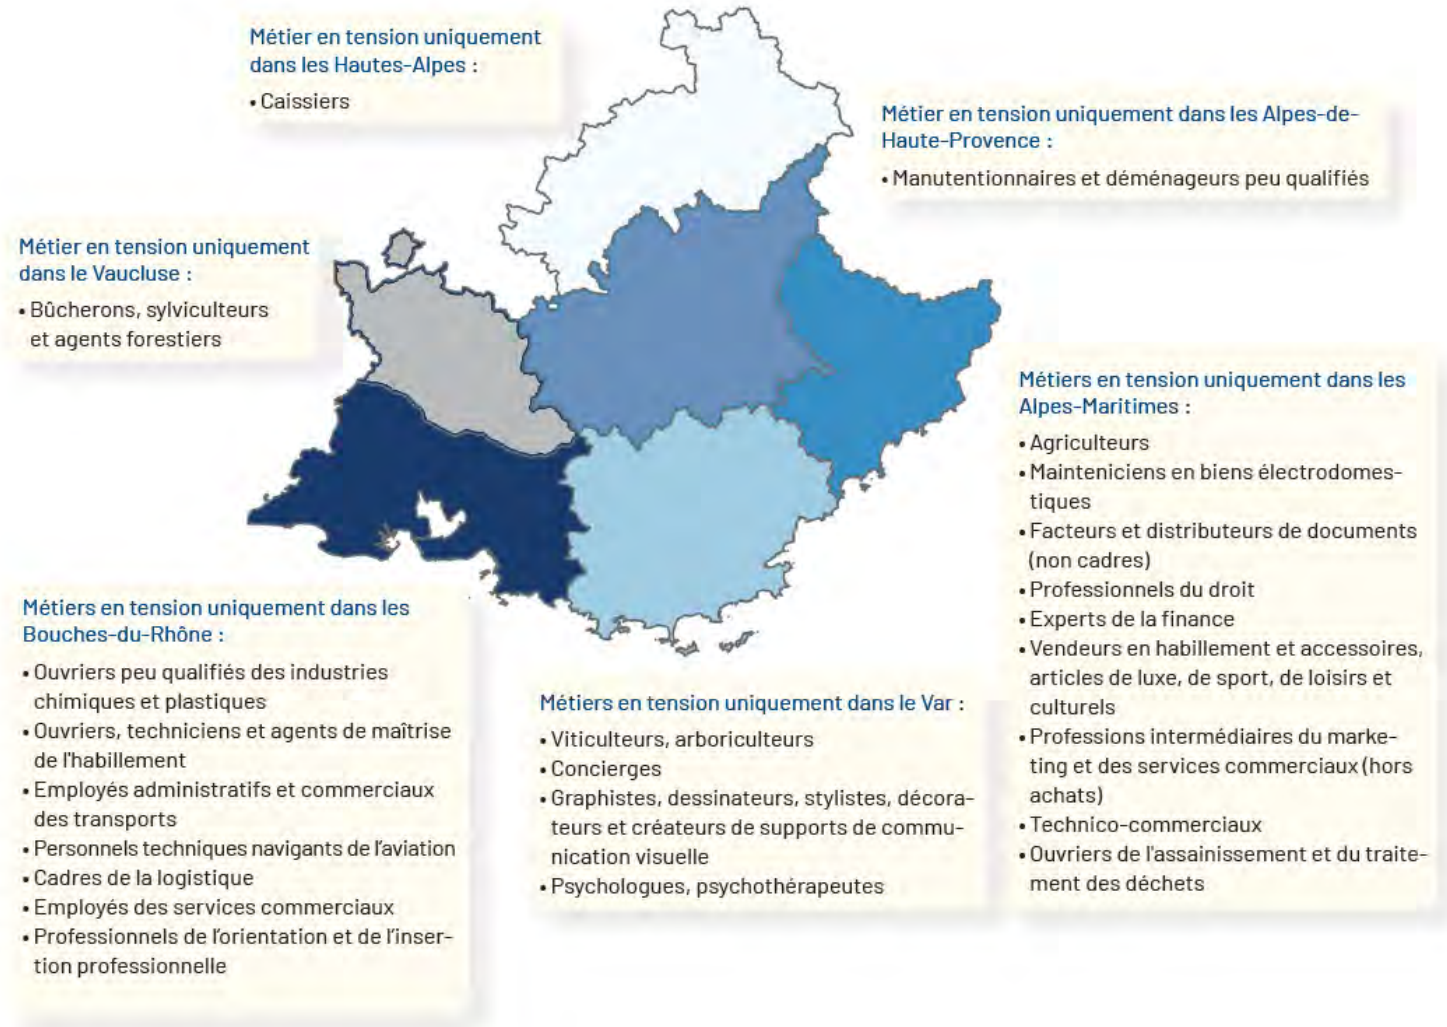 Métier en tension uniquement
dans les Hautes-Alpes :
• Caissiers
Métier en tension uniquement dans les Alpes-de-
Haute-Provence :
• Manutentionnaires et déménageurs peu qualifiés
Métier en tension uniquement
dans le Vaucluse :
• Bûcherons, sylviculteurs
et agents forestiers
Métiers en tension uniquement dans les
Alpes-Maritimes :
• Agriculteurs
• Mainteniciens en biens électrodomes-
tiques
• Facteurs et distributeurs de documents
(non cadres)
• Professionnels du droit
• Experts de la finance
• Vendeurs en habillement et accessoires,
articles de luxe, de sport, de loisirs et
culturels
• Professions intermédiaires du marke-
ting et des services commerciaux (hors
achats)
• Technico-commerciaux
• Ouvriers de l'assainissement et du traite-
ment des déchets
Métiers en tension uniquement dans les
Bouches-du-Rhône :
• Ouvriers peu qualifiés des industries
chimiques et plastiques
• Ouvriers, techniciens et agents de maîtrise
de l'habillement
• Employés administratifs et commerciaux
des transports
• Personnels techniques navigants de l'aviation
• Cadres de la logistique
• Employés des services commerciaux
• Professionnels de l'orientation et de l'inser-
tion professionnelle
Métiers en tension uniquement dans le Var :
• Viticulteurs, arboriculteurs
• Concierges
• Graphistes, dessinateurs, stylistes, décora-
teurs et créateurs de supports de commu-
nication visuelle
• Psychologues, psychothérapeutes